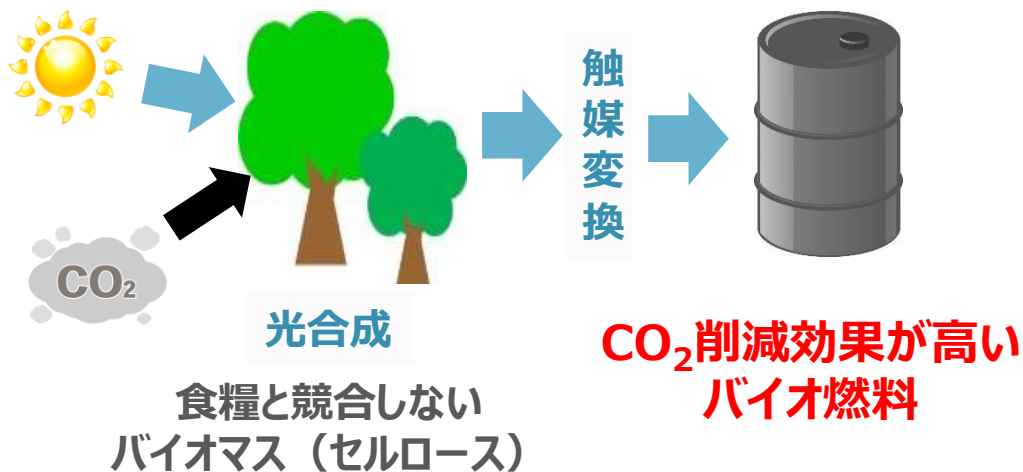 CO₂
光合成
食糧と競合しない
バイオマス（セルロース）
触媒変換
CO₂削減効果が高い
バイオ燃料